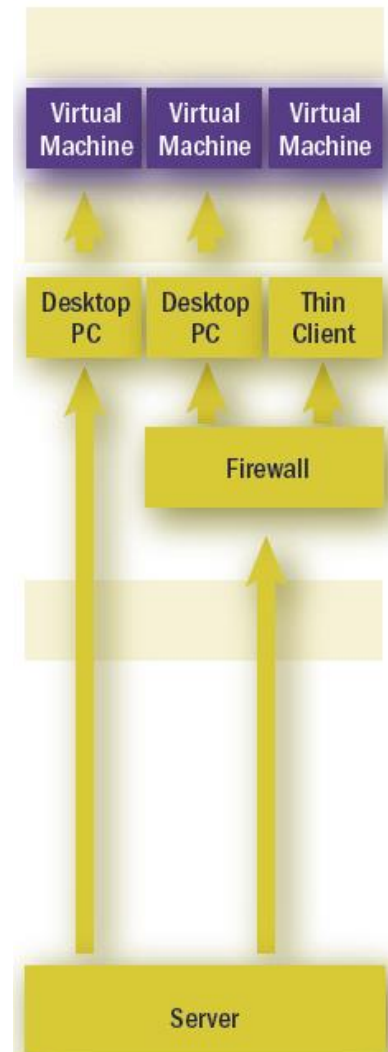 Virtual
Machine
Virtual
Machine
Virtual
Machine
Desktop
PC
Desktop
PC
Thin
Client
Firewall
Server